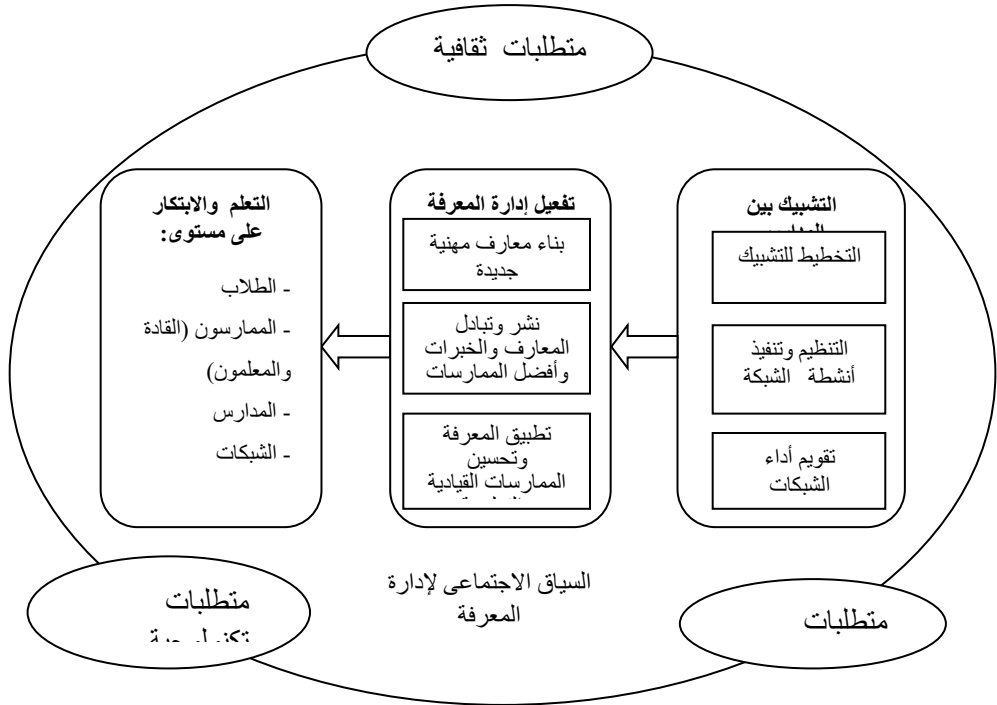 متطلبات ثقافية
التشبيك بين
التخطيط للتشبيك
التنظيم وتنفيذ
أنشطة الشبكة
تقويم أداء
الشبكات
تفعيل إدارة المعرفة
بناء معارف مهنية
جديدة
نشر وتبادل
المعارف والخبرات
وأفضل الممارسات
تطبيق المعرفة
وتحسين
الممارسات القيادية
التعلم والابتكار
على مستوى:
- الطلاب
- الممارسون (القادة
والمعلمون)
- المدارس
- الشبكات
السياق الاجتماعى لإدارة
المعرفة
متطلبات
متطلبات
تكنولوجية